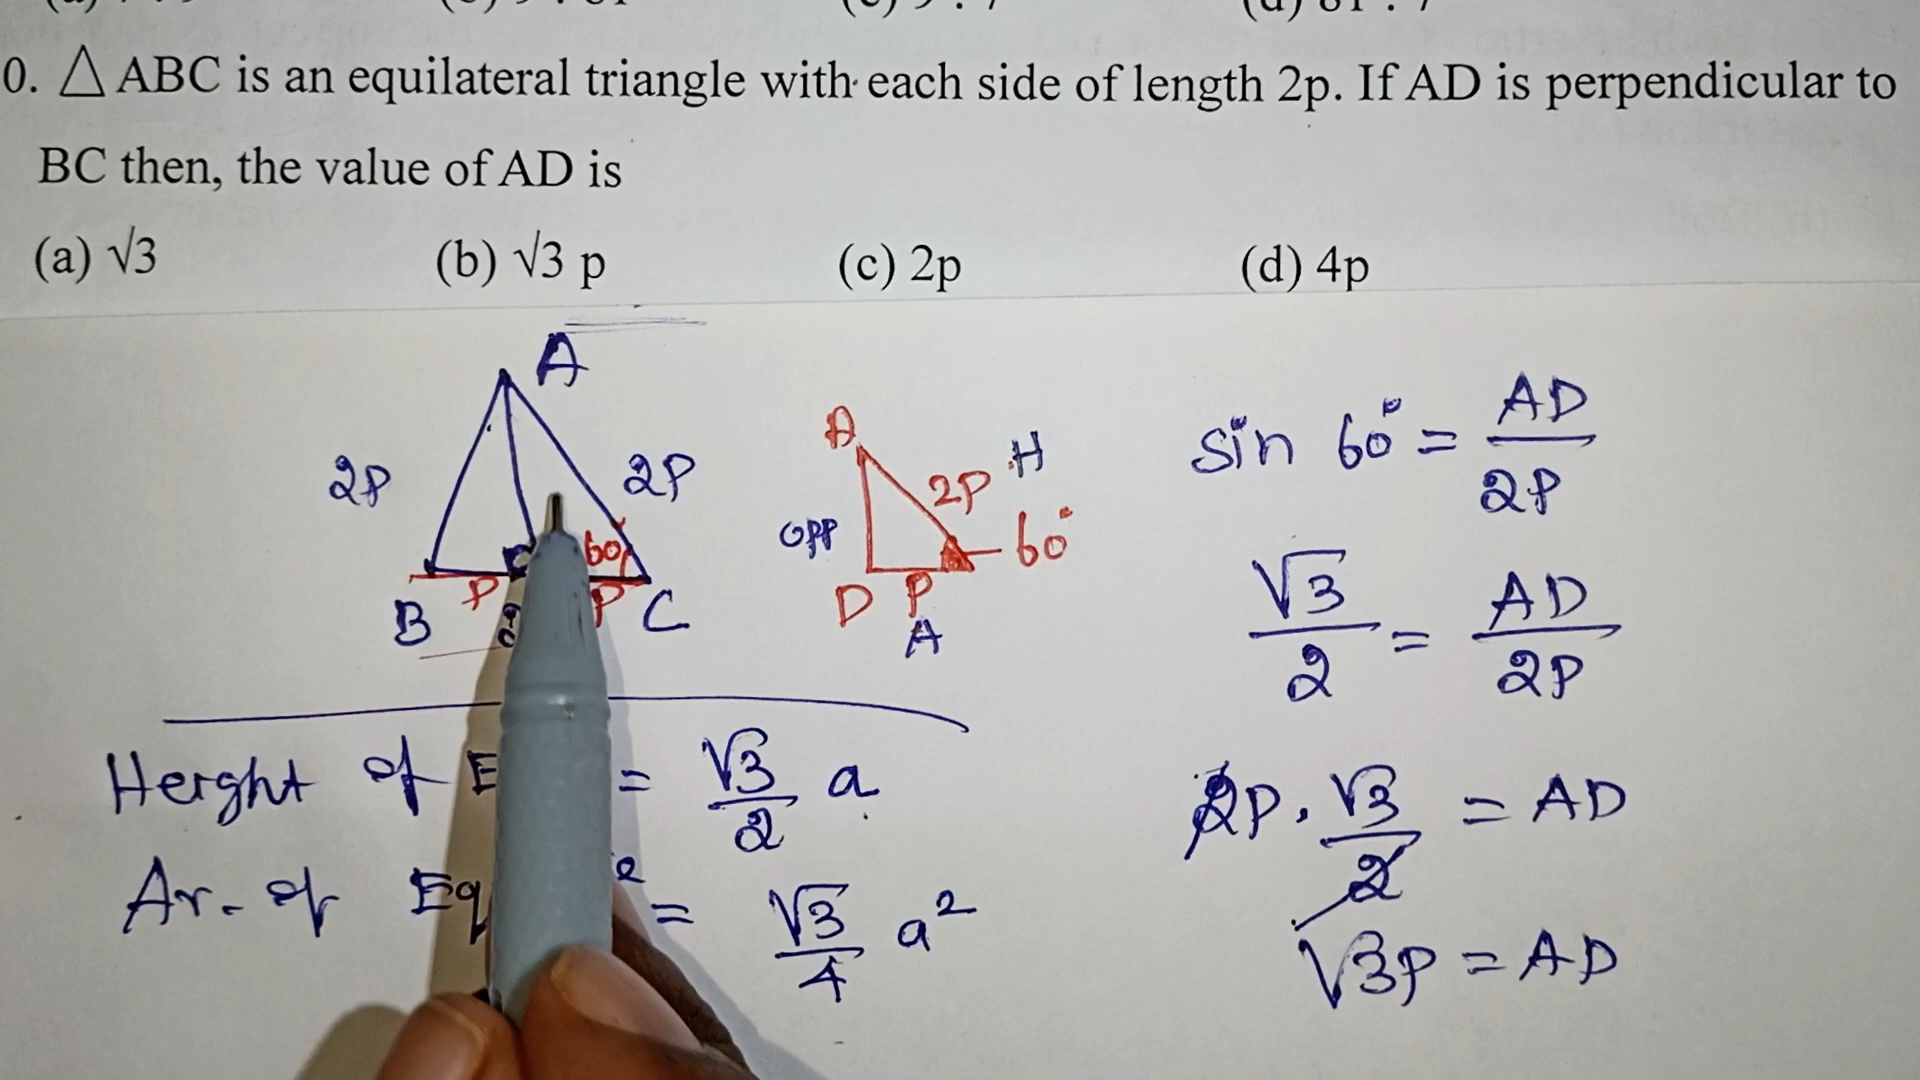 0. △ ABC is an equilateral triangle with each side of length 2p. If AD is perpendicular to
BC then, the value of AD is
(a) √3 (b) √3 p (c) 2p (d) 4p
A
2P 2P
60°
P P
B C
A
2P H
OPP 60°
D P
A
sin 60° = AD/2P
√3/2 = AD/2P
2P . √3/2 = AD
√3P = AD
Herght of = √3/2 a
Ar. of = √3/4 a²